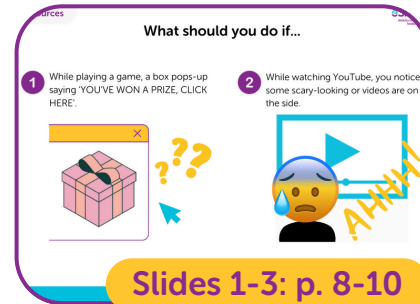 What should you do if...
1
While playing a game, a box pops-up
saying 'YOU'VE WON A PRIZE, CLICK
HERE'.
???
2
While watching YouTube, you notice
some scary-looking or videos are on
the side.
AHHH!
Slides 1-3: p. 8-10